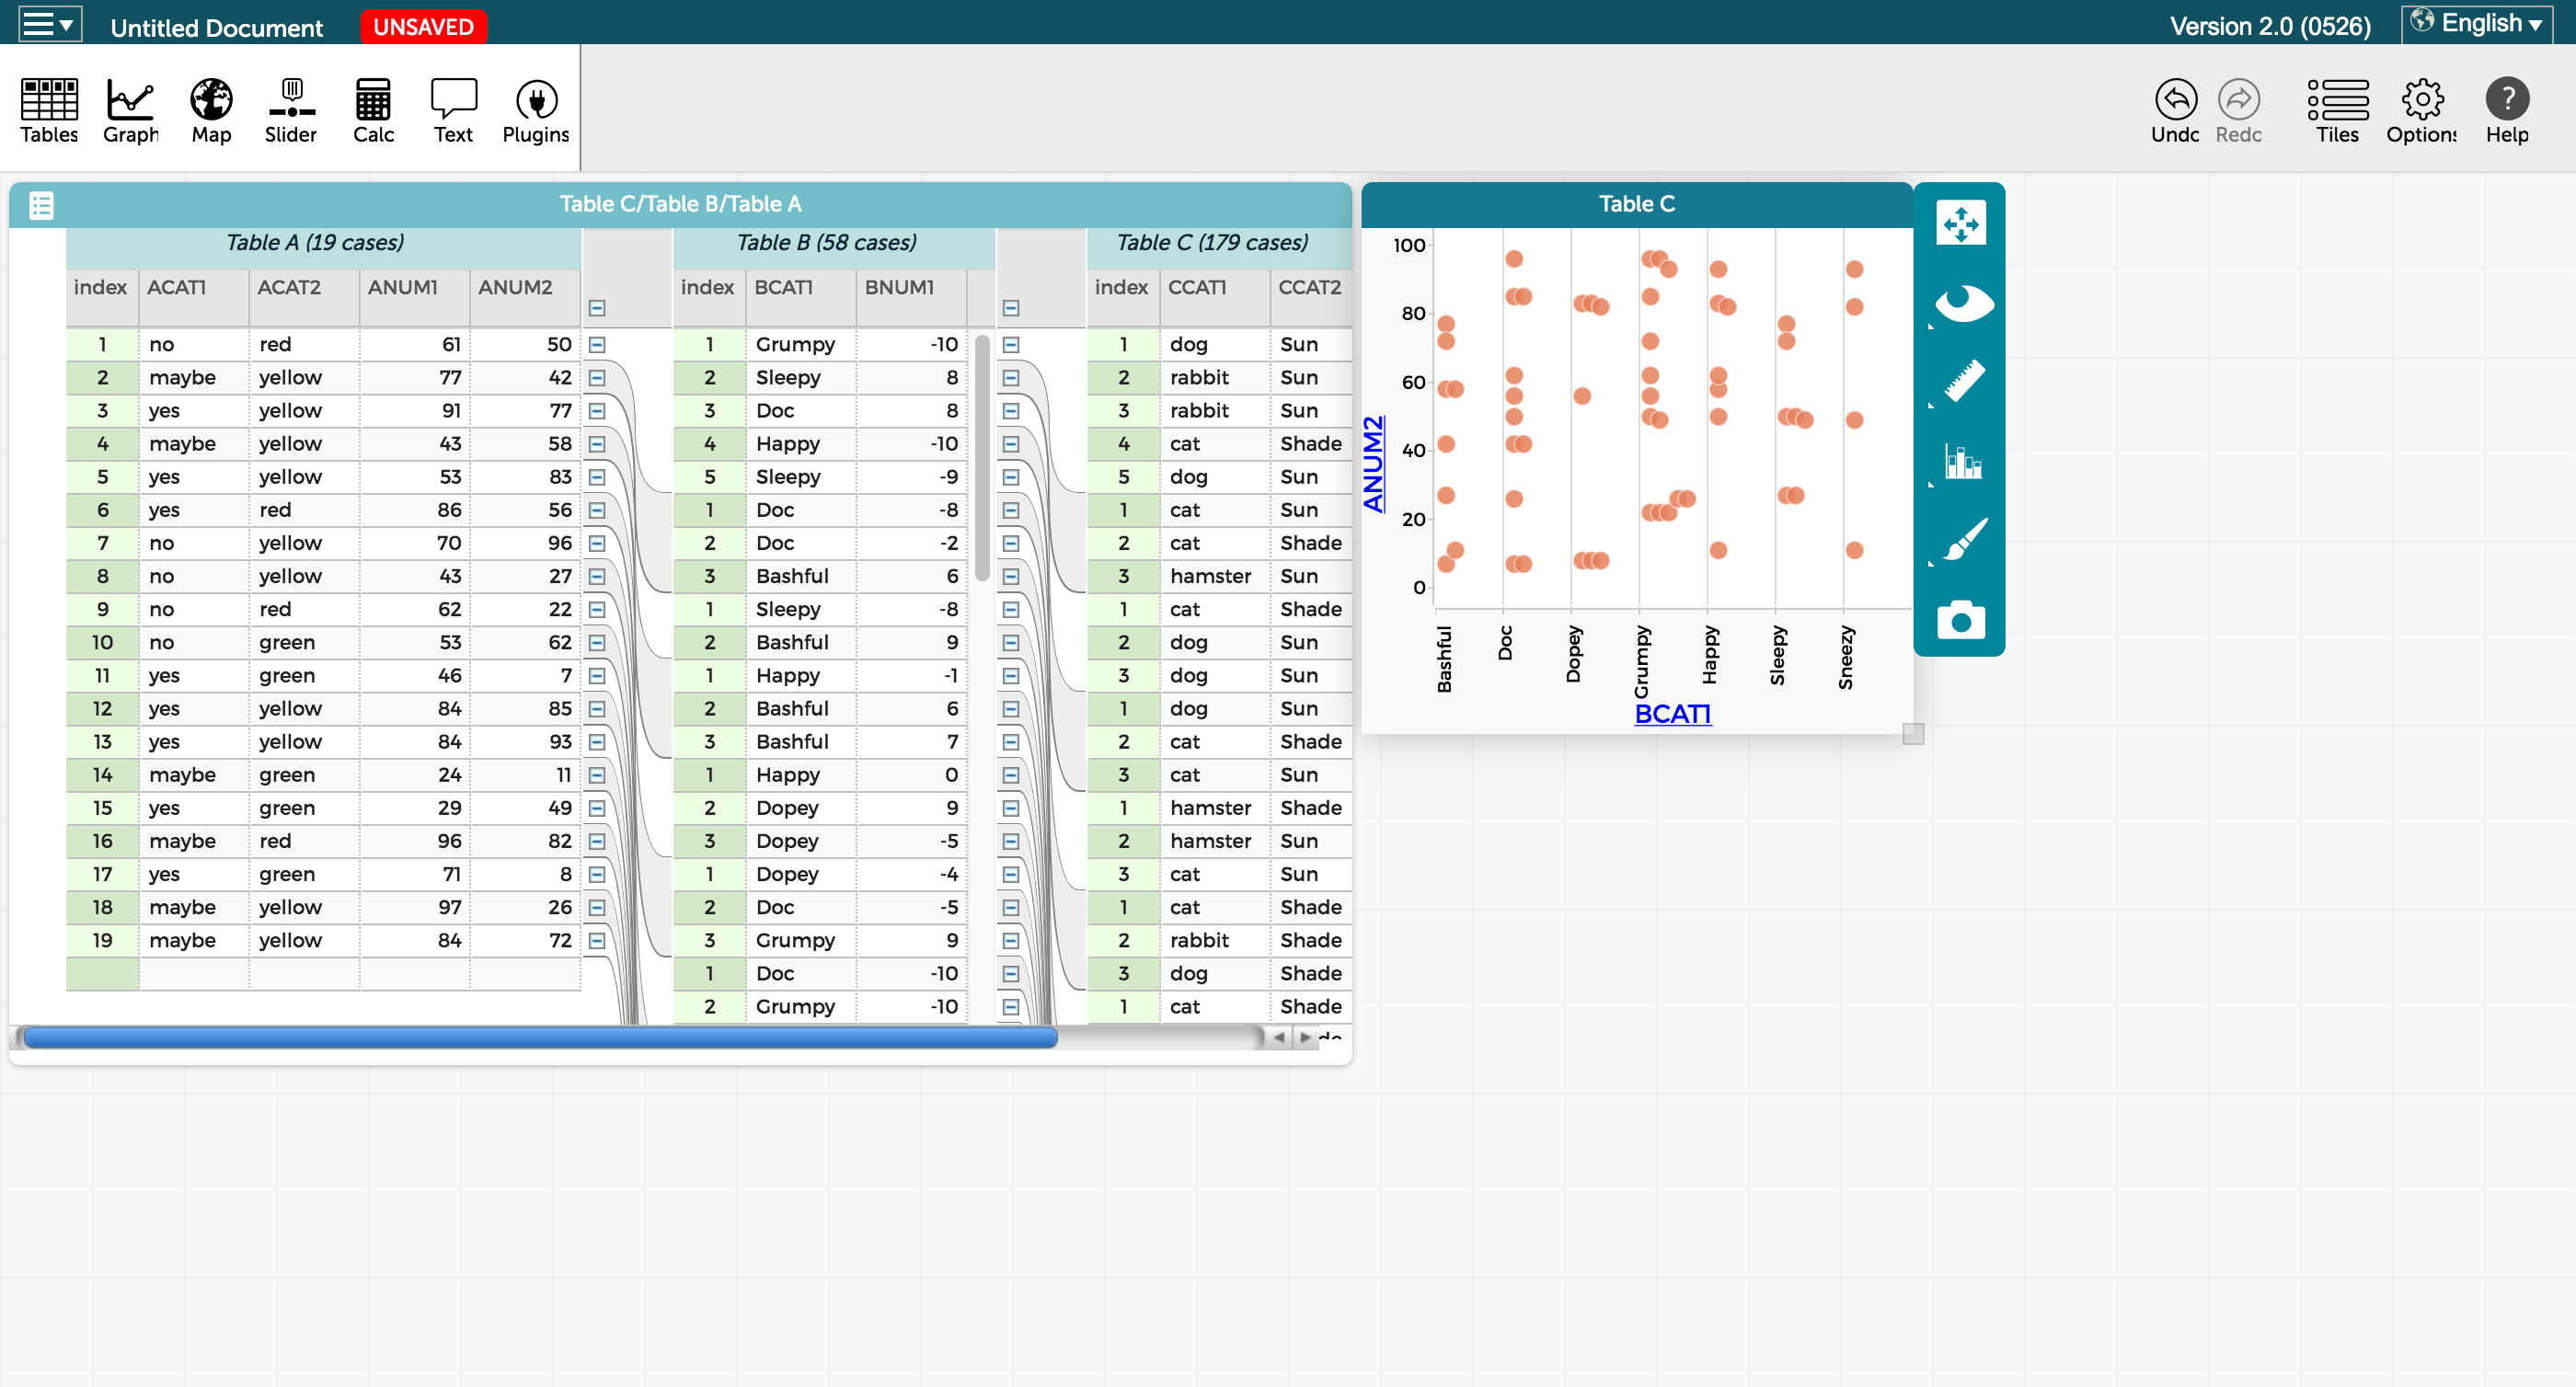 Untitled Document UNSAVED Version 2.0 (0526) English
Tables Graph Map Slider Calc Text Plugins Undo Redo Tiles Options Help
Table C/Table B/Table A
Table A (19 cases) Table B (58 cases) Table C (179 cases)
index ACAT1 ACAT2 ANUM1 ANUM2 index BCAT1 BNUM1 index CCAT1 CCAT2
1 no red 61 50 1 Grumpy -10 1 dog Sun
2 maybe yellow 77 42 2 Sleepy 8 2 rabbit Sun
3 yes yellow 91 77 3 Doc 8 3 rabbit Sun
4 maybe yellow 43 58 4 Happy -10 4 cat Shade
5 yes yellow 53 83 5 Sleepy -9 5 dog Sun
6 yes red 86 56 1 Doc -8 1 cat Sun
7 no yellow 70 96 2 Doc -2 2 cat Shade
8 no yellow 43 27 3 Bashful 6 3 hamster Sun
9 no red 62 22 1 Sleepy -8 1 cat Shade
10 no green 53 62 2 Bashful 9 2 dog Sun
11 yes green 46 7 1 Happy -1 3 dog Sun
12 yes yellow 84 85 2 Bashful 6 1 dog Sun
13 yes yellow 84 93 3 Bashful 7 2 cat Shade
14 maybe green 24 11 1 Happy 0 3 cat Sun
15 yes green 29 49 2 Dopey 9 1 hamster Shade
16 maybe red 96 82 3 Dopey -5 2 hamster Sun
17 yes green 71 8 1 Dopey -4 3 cat Sun
18 maybe yellow 97 26 2 Doc -5 1 cat Shade
19 maybe yellow 84 72 3 Grumpy 9 2 rabbit Shade
1 Doc -10 3 dog Shade
2 Grumpy -10 1 cat Shade
Table C
100
80
60
40
20
0
ANUM2
Bashful Doc Dopey Grumpy Happy Sleepy Sneezy
BCAT1